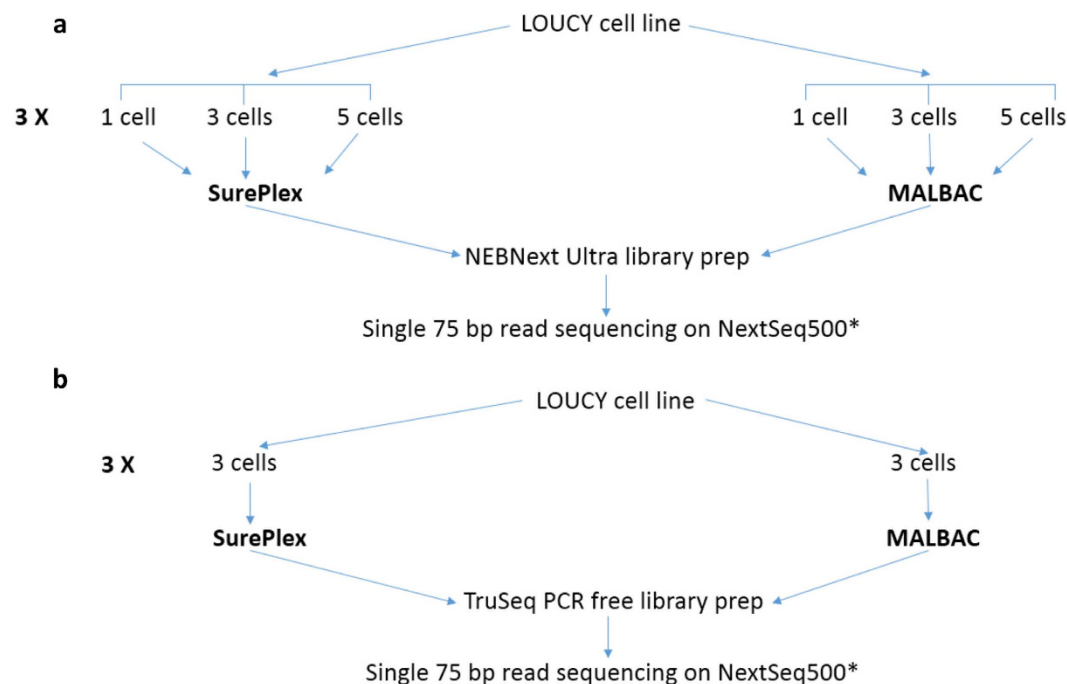 a
LOUCY cell line
3 X 1 cell 3 cells 5 cells 1 cell 3 cells 5 cells
SurePlex MALBAC
NEBNext Ultra library prep
Single 75 bp read sequencing on NextSeq500*
b
LOUCY cell line
3 X 3 cells 3 cells
SurePlex MALBAC
TruSeq PCR free library prep
Single 75 bp read sequencing on NextSeq500*